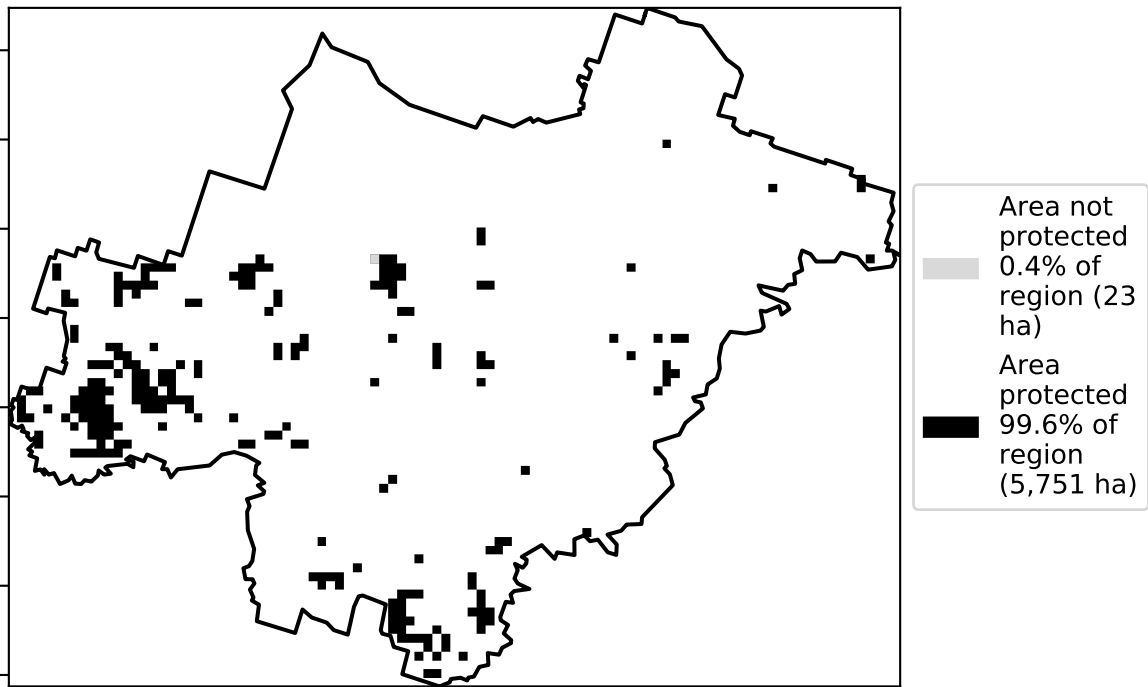 Area not
protected
0.4% of
region (23
ha)
Area
protected
99.6% of
region
(5,751 ha)